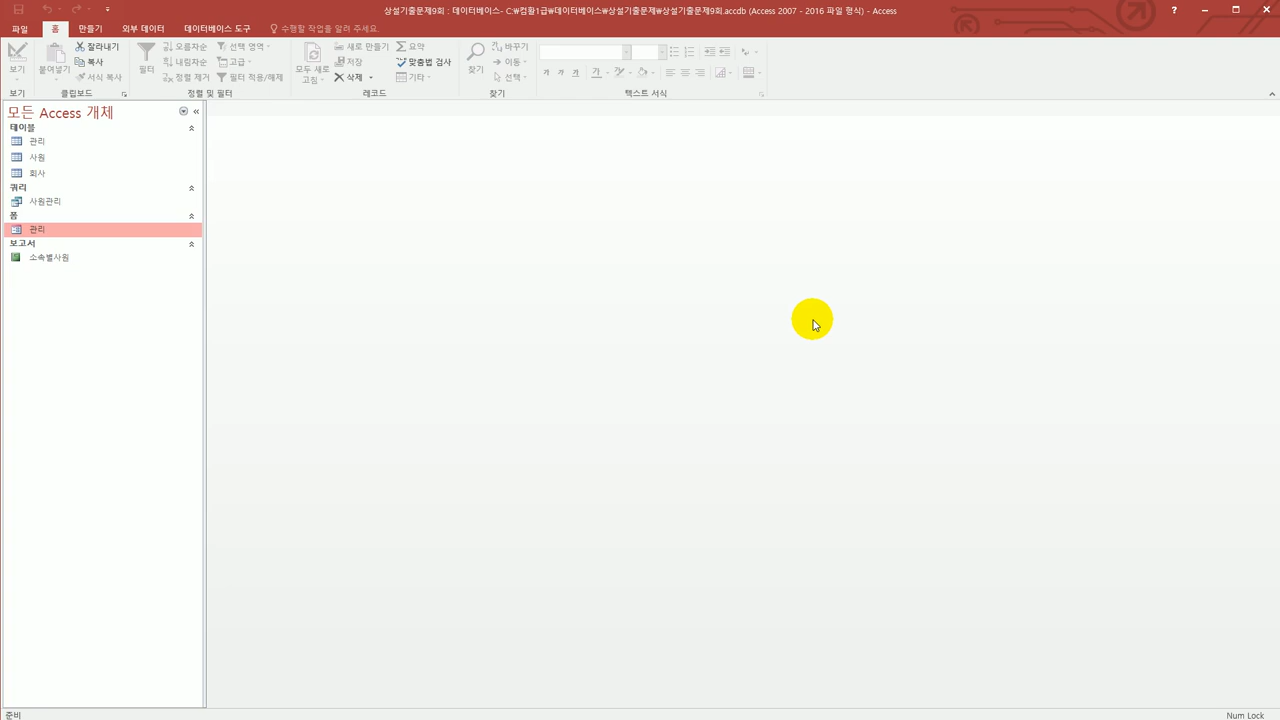 상설기출문제9회 : 데이터베이스- C:₩컴활1급₩데이터베이스₩상설기출문제₩상설기출문제9회.accdb (Access 2007 - 2016 파일 형식) - Access
파일 홈 만들기 외부 데이터 데이터베이스 도구 수행할 작업을 알려 주세요.
보기 붙여넣기 잘라내기 복사 서식 복사
필터 오름차순 내림차순 정렬 제거 선택 영역 고급 필터 적용/해제
모두 새로 고침 새로 만들기 저장 삭제 요약 맞춤법 검사 기타
찾기 바꾸기 이동 선택
가 가 가 가
보기 클립보드 정렬 및 필터 레코드 찾기 텍스트 서식
모든 Access 개체
테이블
관리
사원
회사
쿼리
사원관리
폼
관리
보고서
소속별사원
준비 Num Lock